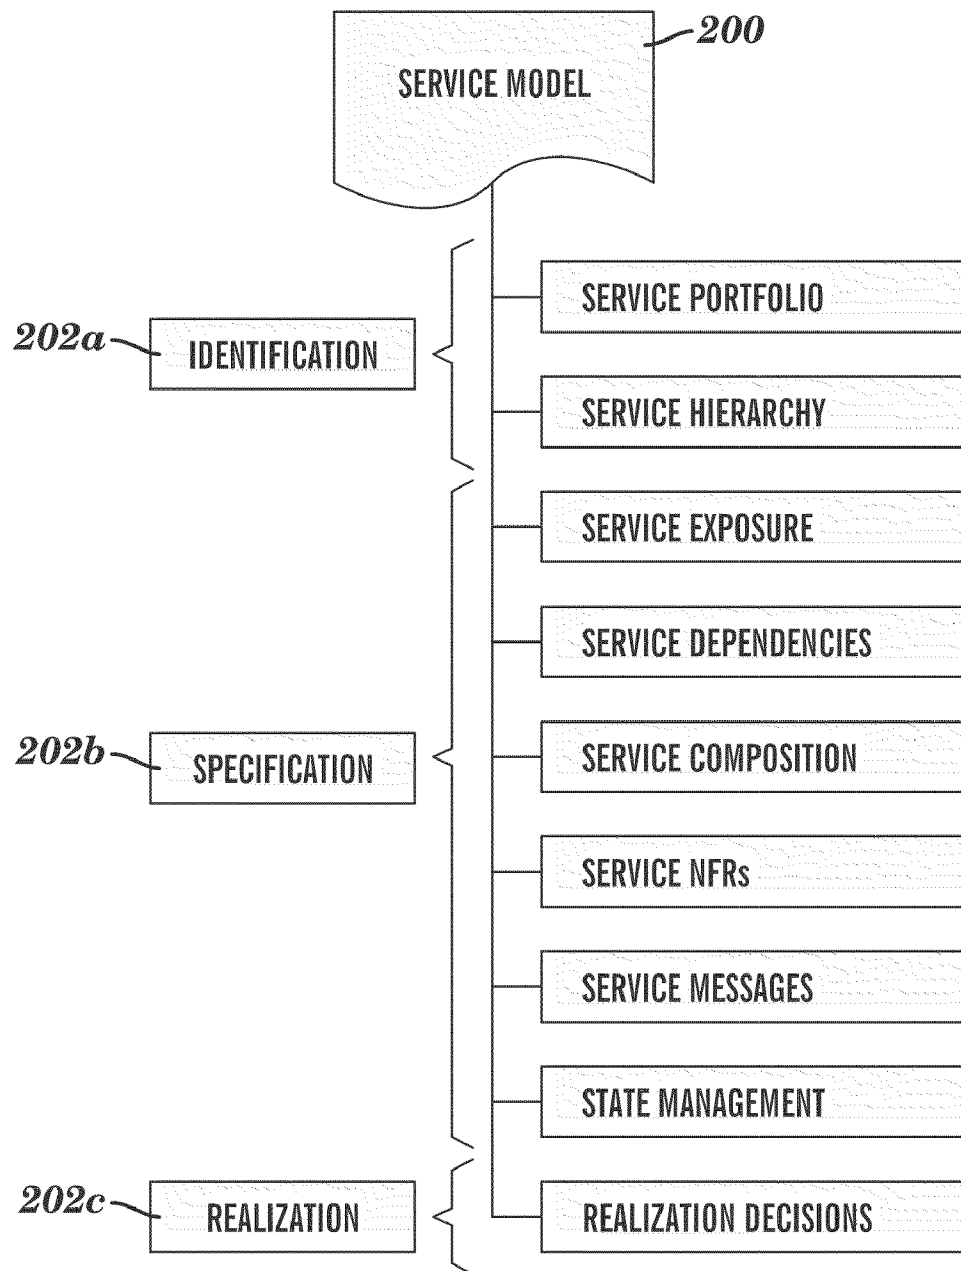 200
SERVICE MODEL
SERVICE PORTFOLIO
202a
IDENTIFICATION
SERVICE HIERARCHY
SERVICE EXPOSURE
SERVICE DEPENDENCIES
202b
SPECIFICATION
SERVICE COMPOSITION
SERVICE NFRs
SERVICE MESSAGES
STATE MANAGEMENT
202c
REALIZATION
REALIZATION DECISIONS